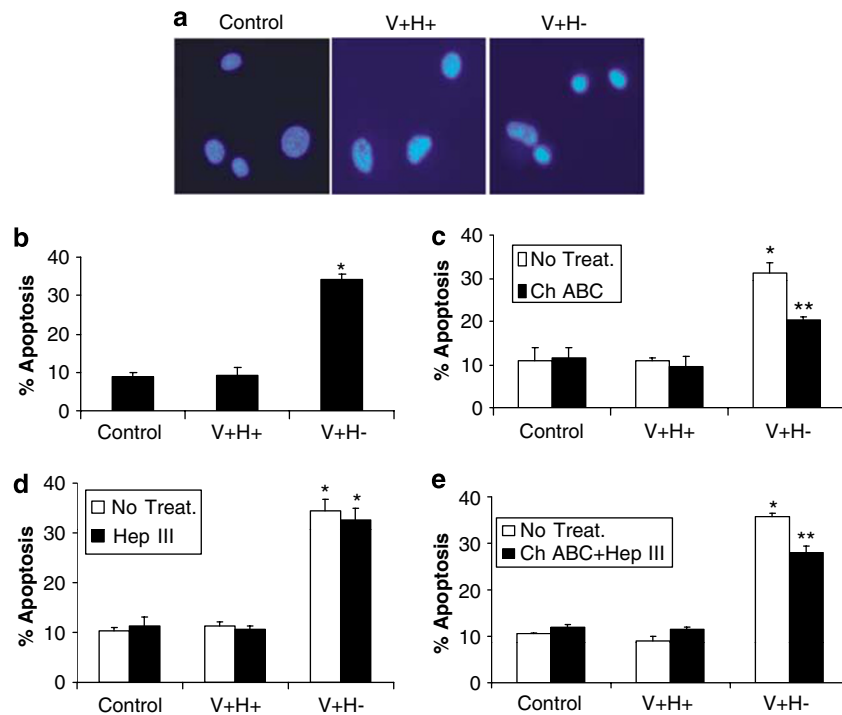 a
Control V+H+ V+H-
b
% Apoptosis
40
30
20
10
0
*
Control V+H+ V+H-
c
% Apoptosis
40
30
20
10
0
No Treat.
Ch ABC
*
**
Control V+H+ V+H-
d
% Apoptosis
40
30
20
10
0
No Treat.
Hep III
*
*
Control V+H+ V+H-
e
% Apoptosis
40
30
20
10
0
No Treat.
Ch ABC+Hep III
*
**
Control V+H+ V+H-